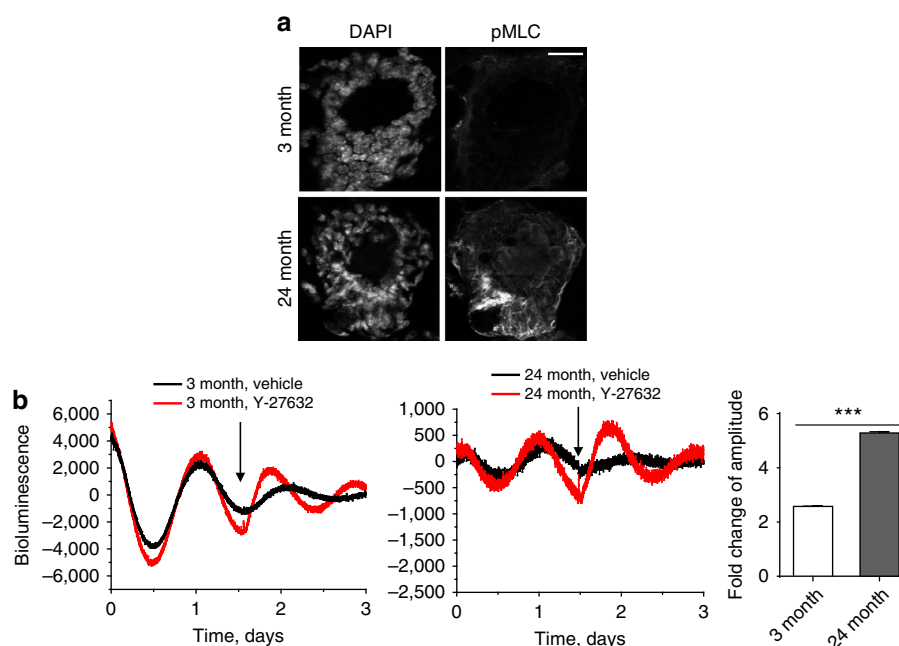 a
DAPI
pMLC
3 month
24 month
b
3 month, vehicle
3 month, Y-27632
Bioluminescence
6,000
4,000
2,000
0
−2,000
−4,000
−6,000
0
1
2
3
Time, days
24 month, vehicle
24 month, Y-27632
1,000
500
0
−500
−1,000
−1,500
−2,000
−2,500
0
1
2
3
Time, days
Fold change of amplitude
6
4
2
0
***
3 month
24 month